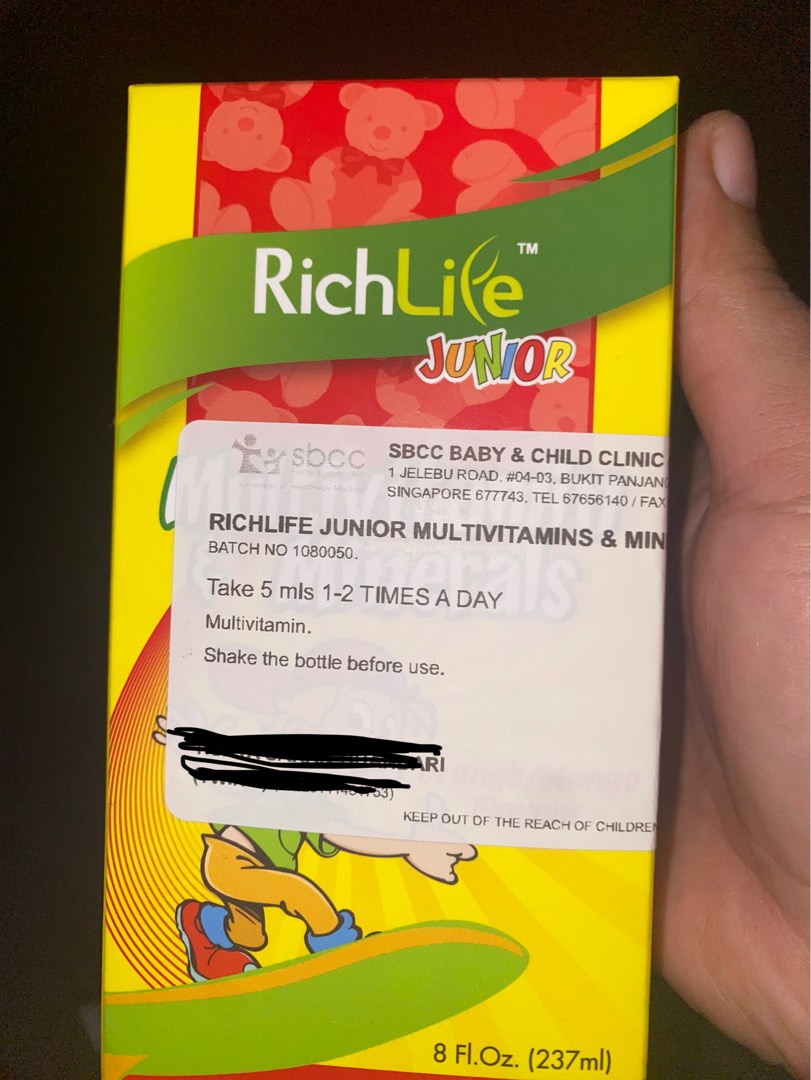 RichLife™
JUNIOR
sbcc
SBCC BABY & CHILD CLINIC
1 JELEBU ROAD, #04-03, BUKIT PANJANG
SINGAPORE 677743, TEL 67656140 / FAX
RICHLIFE JUNIOR MULTIVITAMINS & MIN
BATCH NO 1080050.
Take 5 mls 1-2 TIMES A DAY
Multivitamin.
Shake the bottle before use.
KEEP OUT OF THE REACH OF CHILDREN
8 Fl.Oz. (237ml)